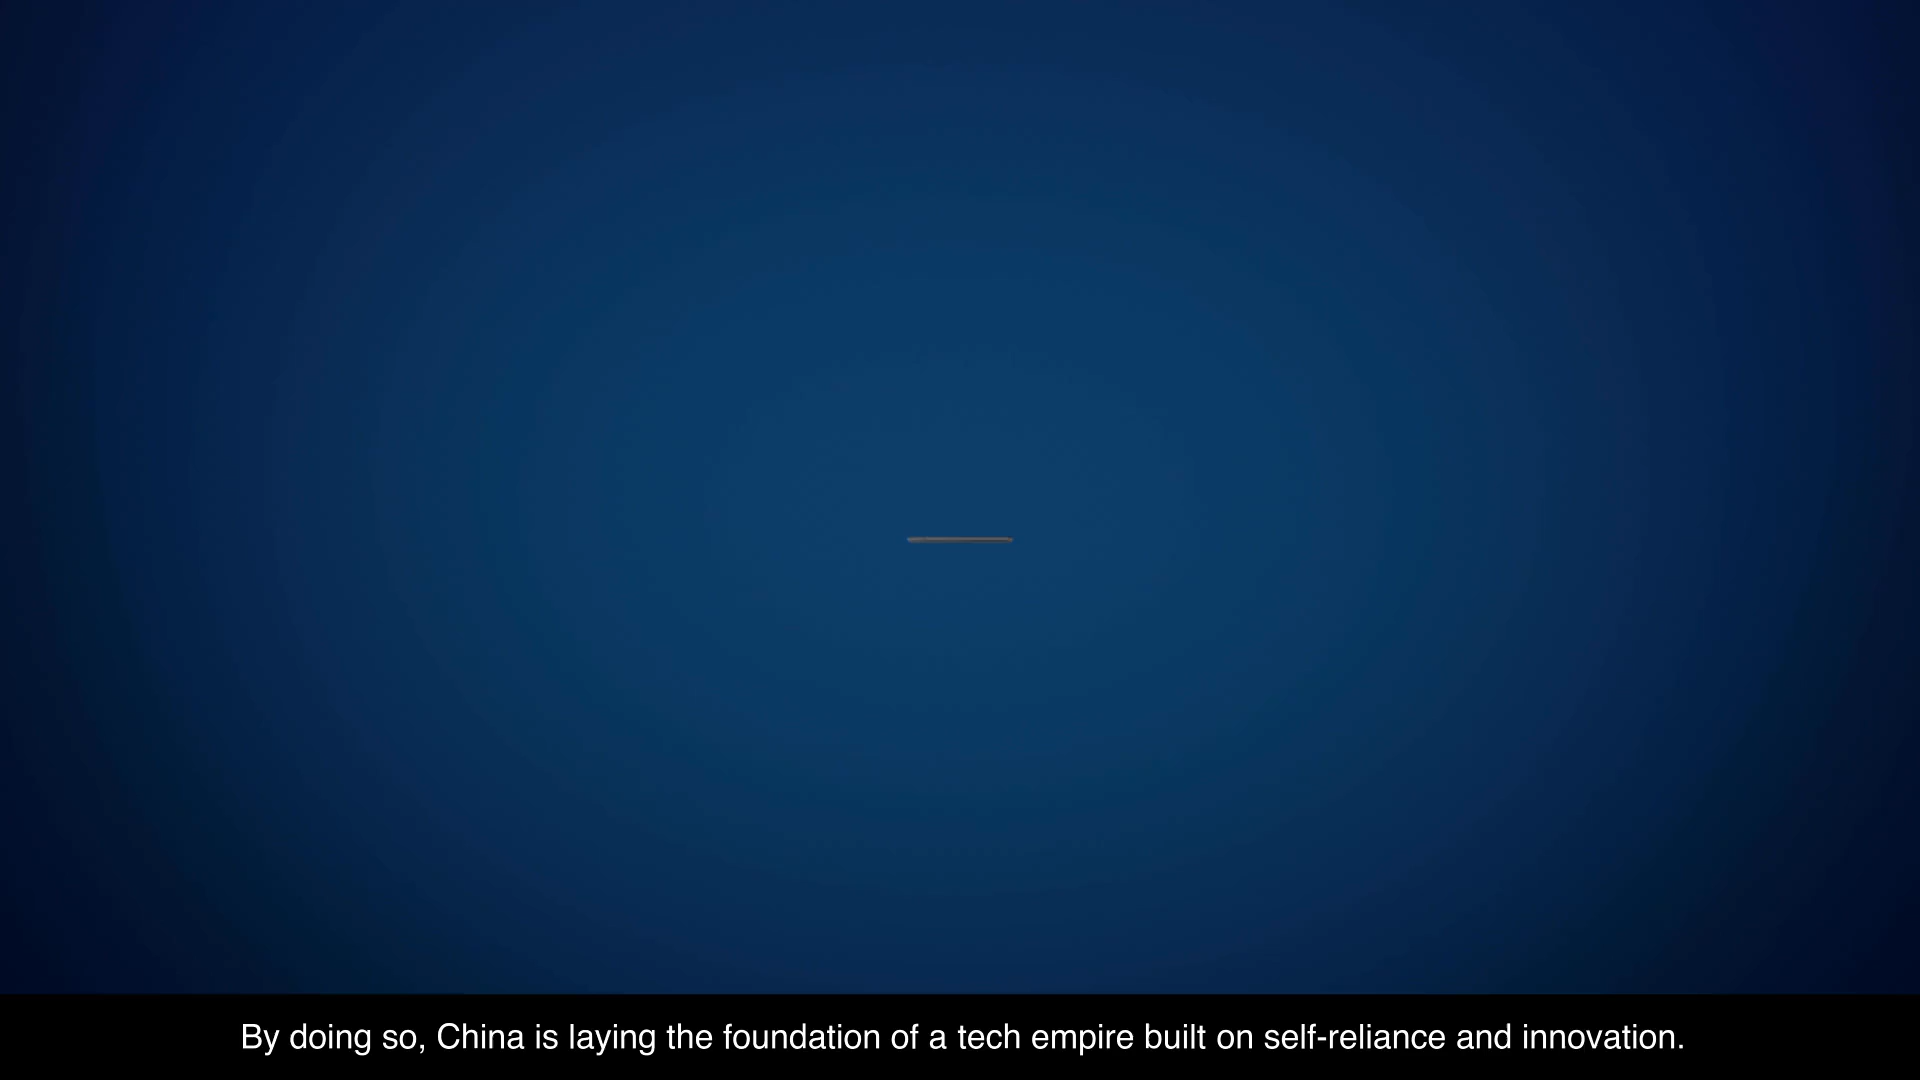 By doing so, China is laying the foundation of a tech empire built on self-reliance and innovation.